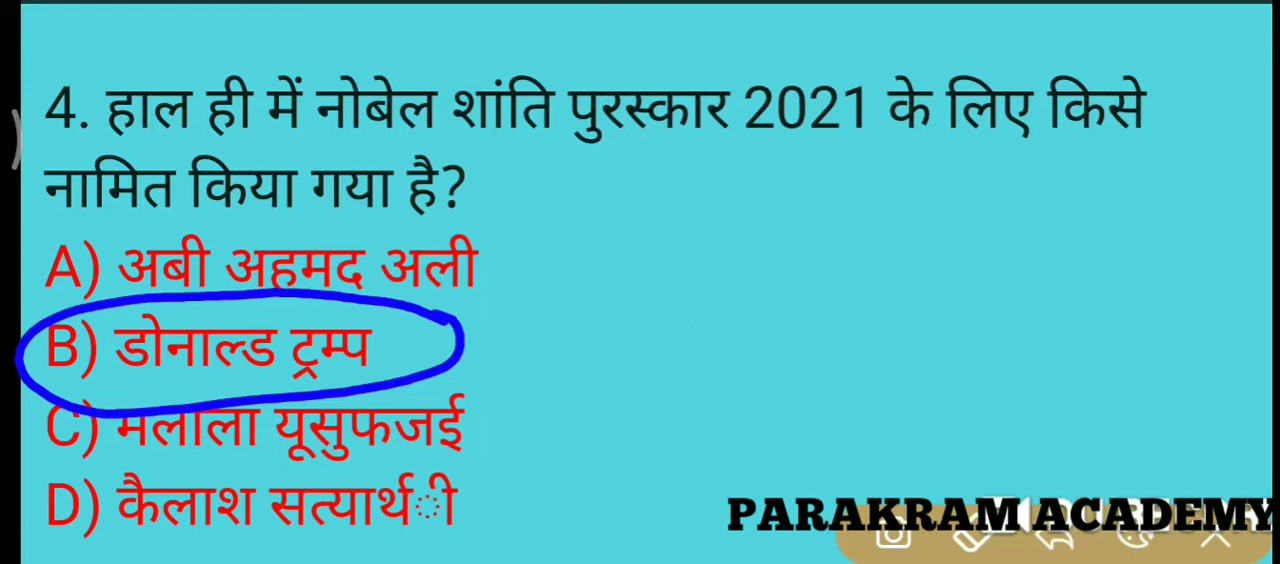 4. हाल ही में नोबेल शांति पुरस्कार 2021 के लिए किसे
नामित किया गया है?
A) अबी अहमद अली
B) डोनाल्ड ट्रम्प
C) मलाला यूसुफजई
D) कैलाश सत्यार्थ​ी
PARAKRAM ACADEMY